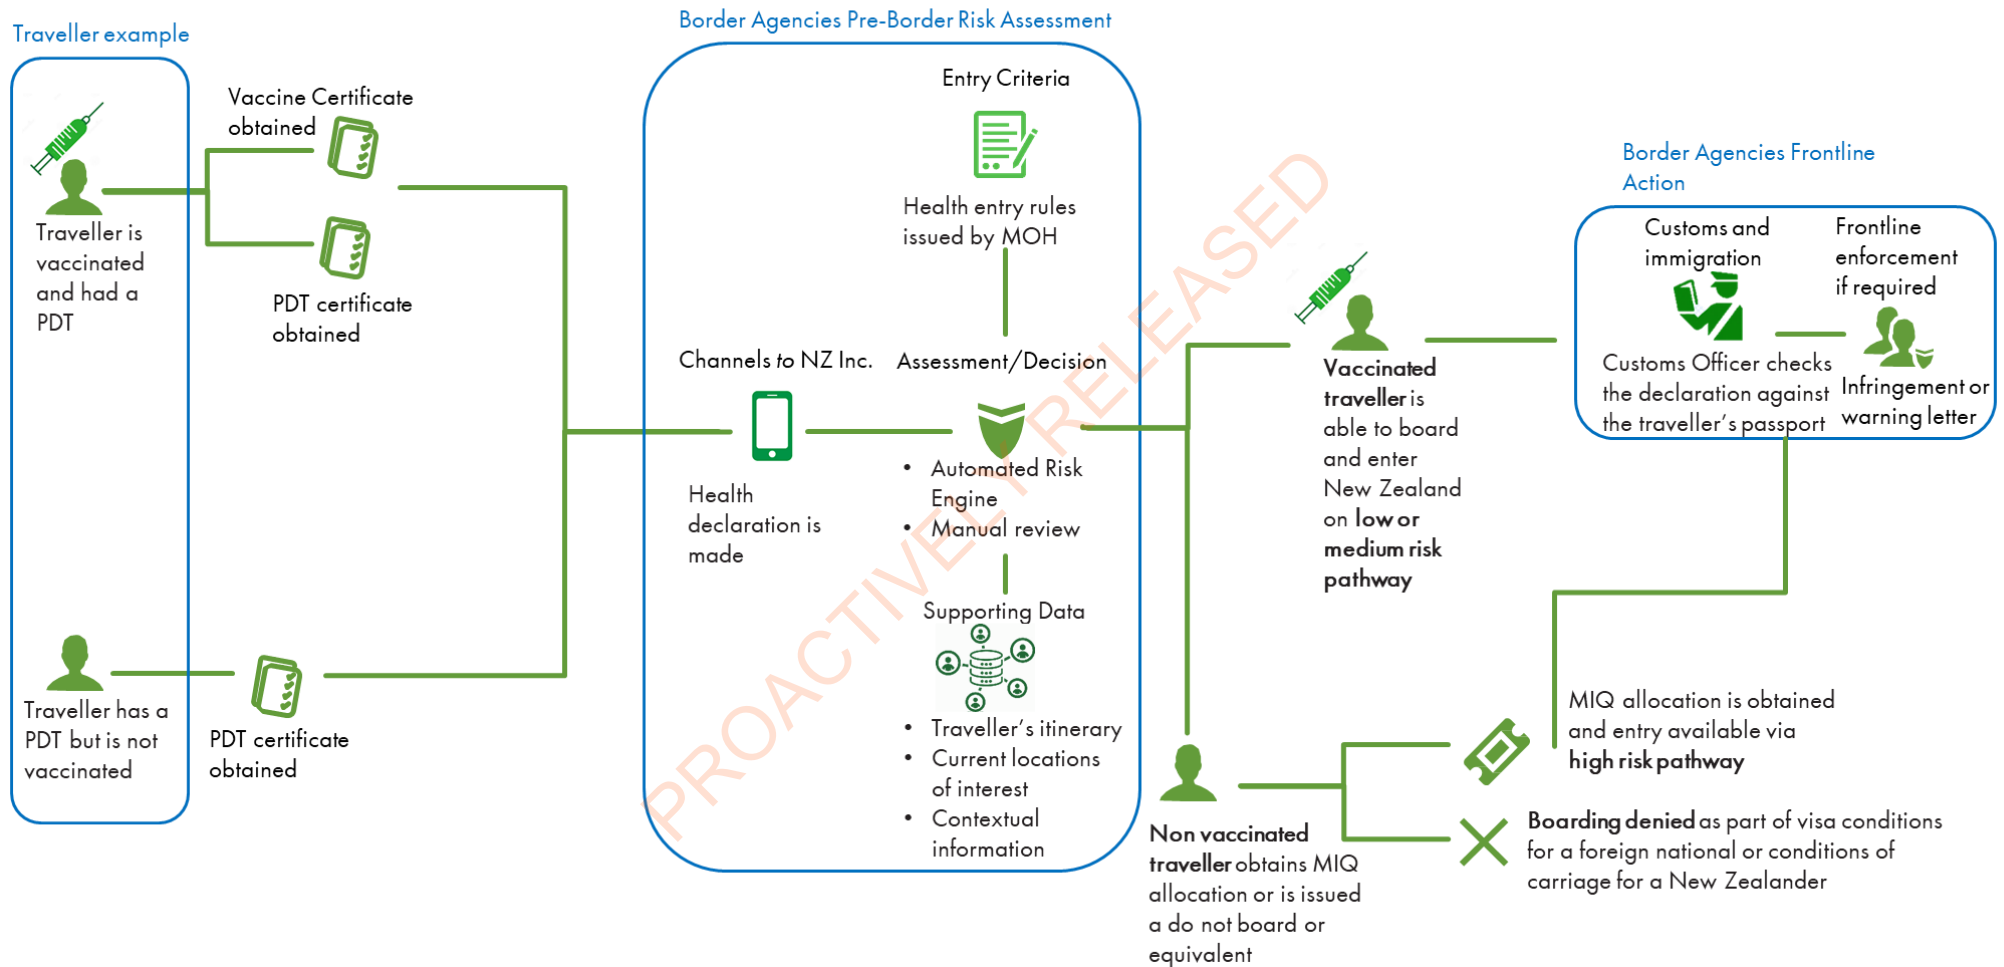 Traveller example
Vaccine Certificate
obtained
Traveller is
vaccinated
and had a
PDT
PDT certificate
obtained
Traveller has a
PDT but is not
vaccinated
PDT certificate
obtained
Border Agencies Pre-Border Risk Assessment
Entry Criteria
Health entry rules
issued by MOH
Channels to NZ Inc.
Health
declaration is
made
Assessment/Decision
• Automated Risk
Engine
• Manual review
Supporting Data
• Traveller's itinerary
• Current locations
of interest
• Contextual
information
PROACTIVELY RELEASED
Vaccinated
traveller is
able to board
and enter
New Zealand
on low or
medium risk
pathway
Border Agencies Frontline
Action
Customs and
immigration
Customs Officer checks
the declaration against
the traveller's passport
Frontline
enforcement
if required
Infringement or
warning letter
Non vaccinated
traveller obtains MIQ
allocation or is issued
a do not board or
equivalent
MIQ allocation is obtained
and entry available via
high risk pathway
Boarding denied as part of visa conditions
for a foreign national or conditions of
carriage for a New Zealander